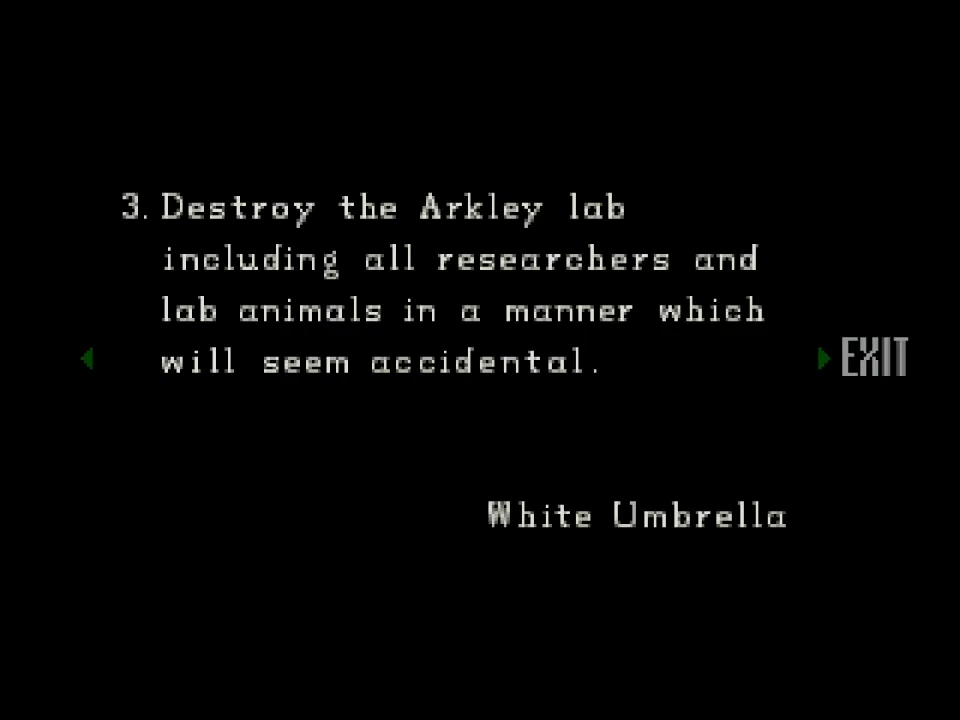 3. Destroy the Arkley lab
including all researchers and
lab animals in a manner which
will seem accidental.
EXIT
White Umbrella